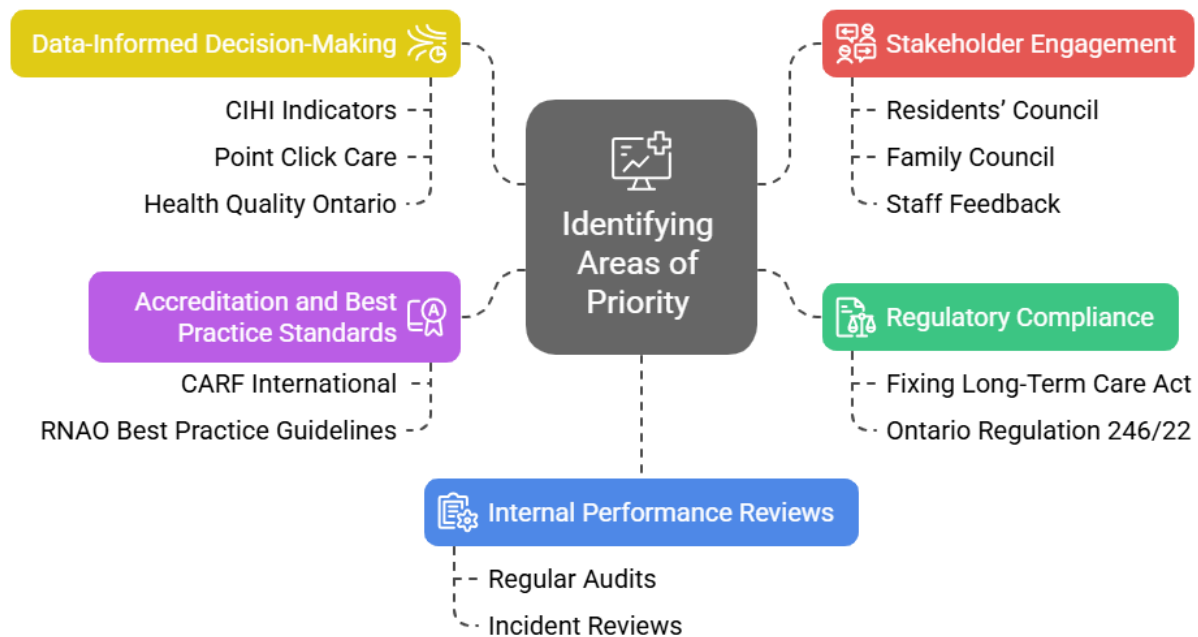 Data-Informed Decision-Making
CIHI Indicators
Point Click Care
Health Quality Ontario
Stakeholder Engagement
Residents’ Council
Family Council
Staff Feedback
Identifying
Areas of
Priority
Accreditation and Best
Practice Standards
A
CARF International
RNAO Best Practice Guidelines
Regulatory Compliance
Fixing Long-Term Care Act
Ontario Regulation 246/22
Internal Performance Reviews
Regular Audits
Incident Reviews